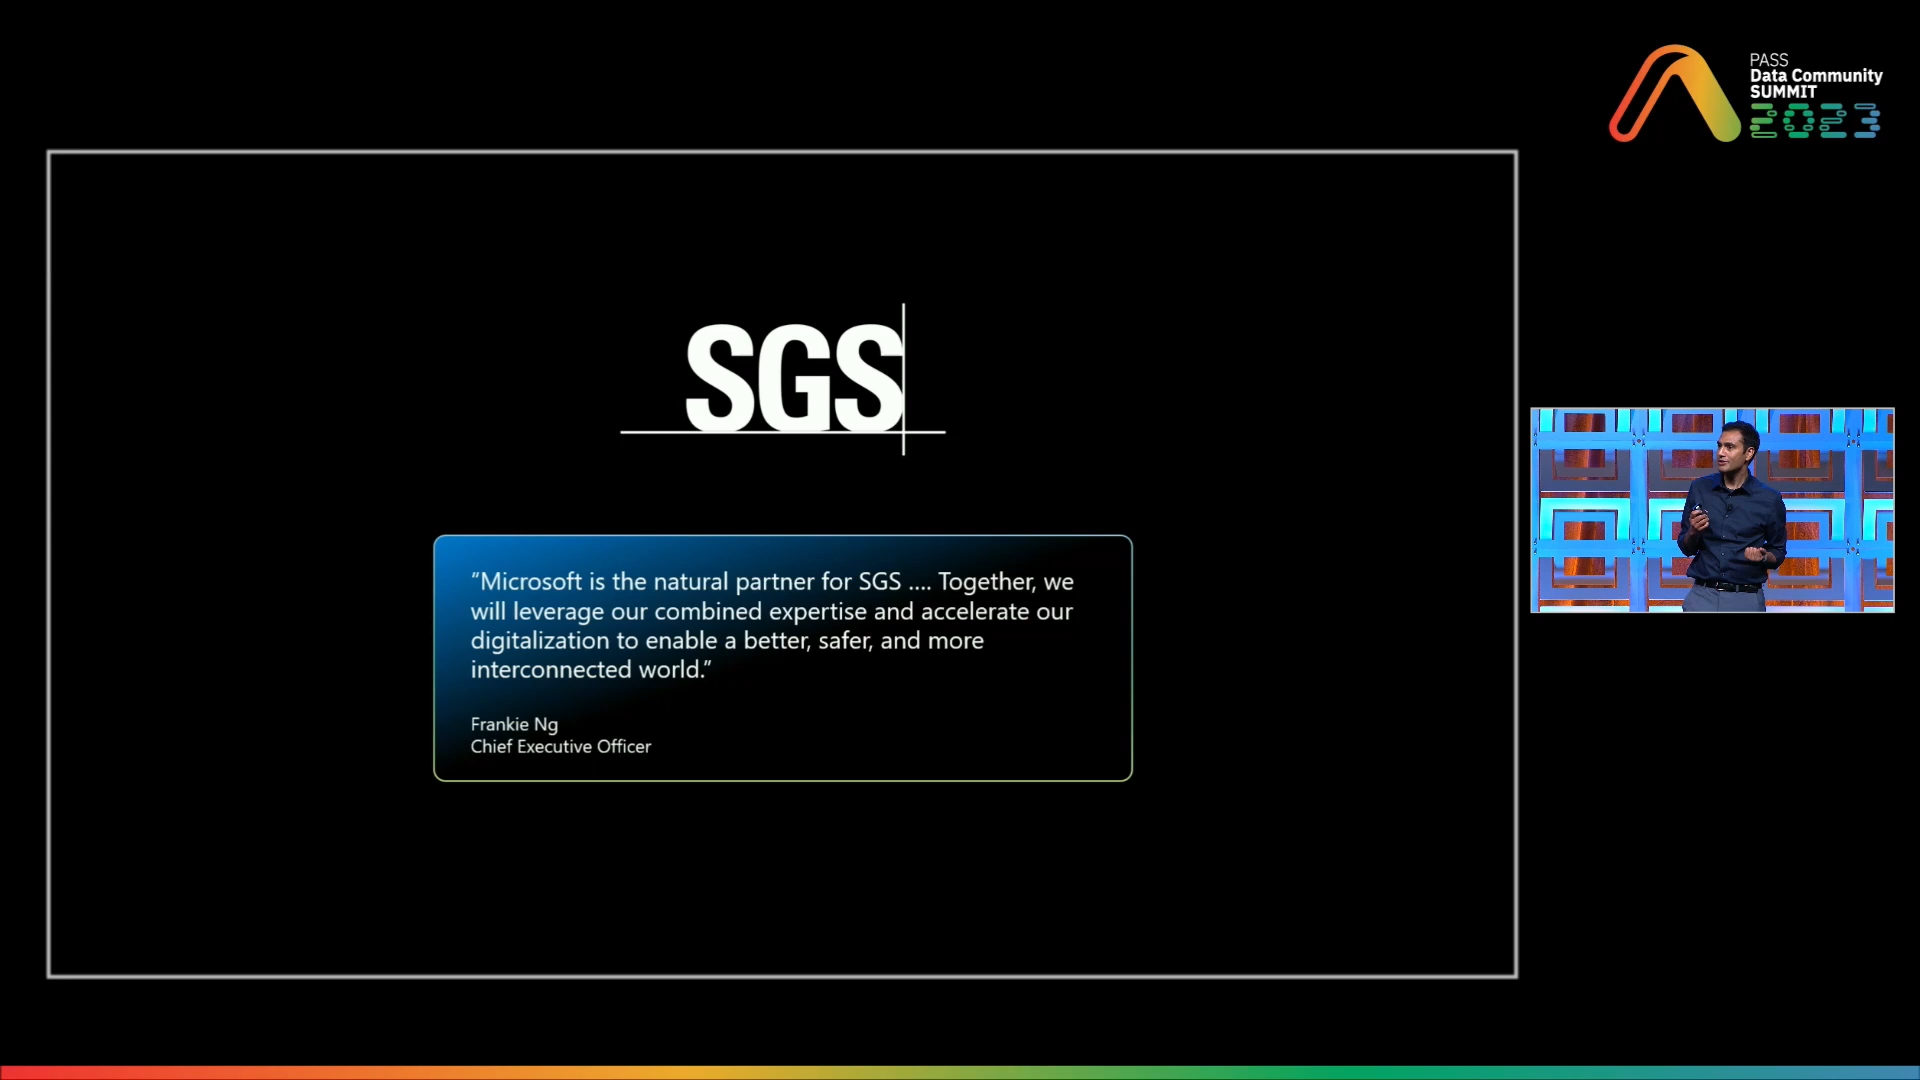 PASS
Data Community
SUMMIT
2023
SGS
“Microsoft is the natural partner for SGS .... Together, we
will leverage our combined expertise and accelerate our
digitalization to enable a better, safer, and more
interconnected world.”
Frankie Ng
Chief Executive Officer